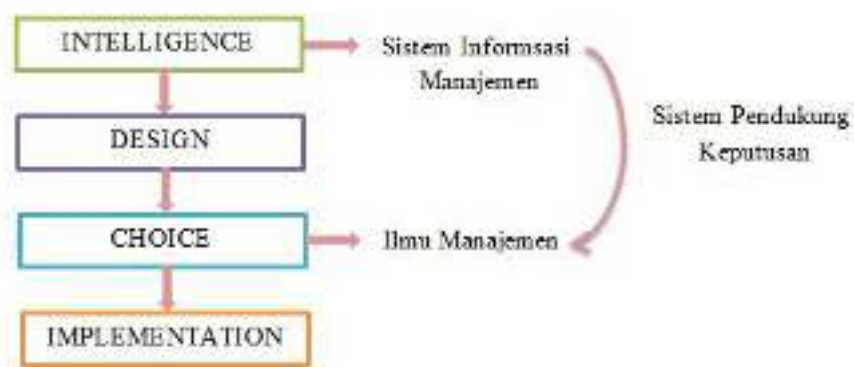 INTELLIGENCE
Sistem Informsasi
Manajemen
Sistem Pendukung
Keputusan
DESIGN
CHOICE
Ilmu Manajemen
IMPLEMENTATION